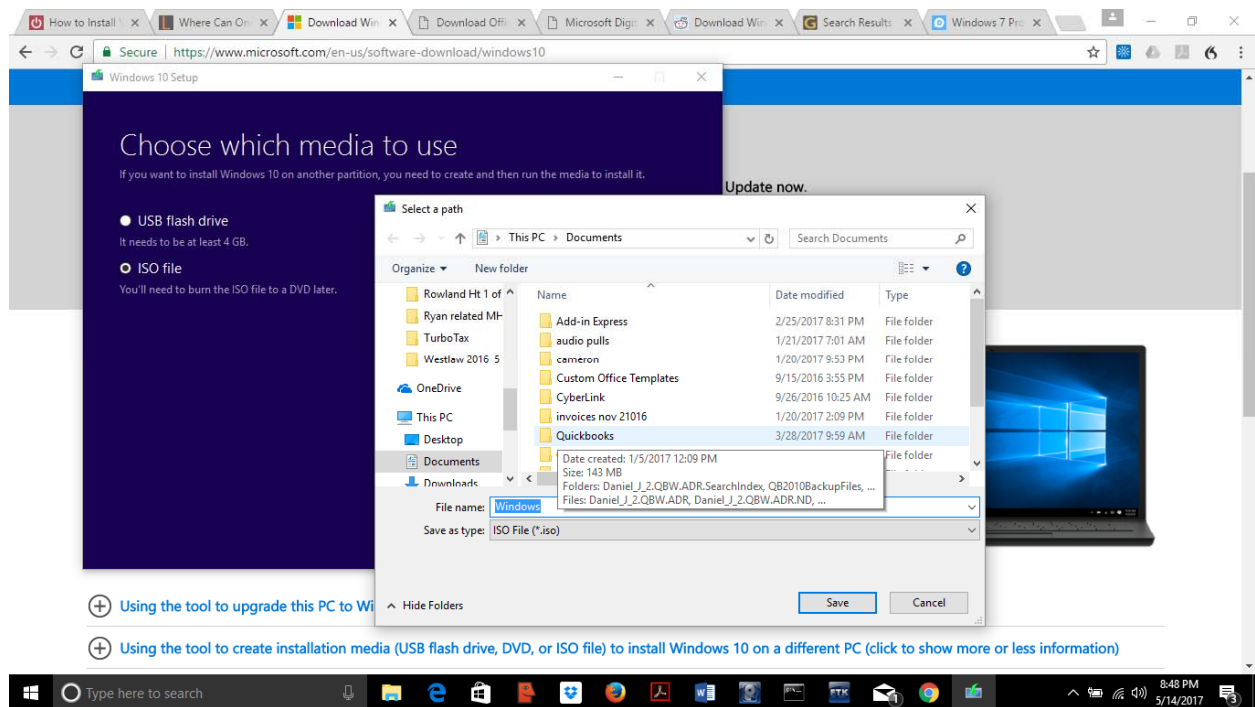 How to Install
Where Can On
Download Win
Download Offi
Microsoft Digit
Download Win
Search Results
Windows 7 Pro
Secure | https://www.microsoft.com/en-us/software-download/windows10
Windows 10 Setup
Choose which media to use
If you want to install Windows 10 on another partition, you need to create and then run the media to install it.
Update now.
USB flash drive
It needs to be at least 4 GB.
ISO file
You'll need to burn the ISO file to a DVD later.
Select a path
This PC > Documents
Search Documents
Organize
New folder
Name Date modified Type
Rowland Ht 1 of
Ryan related MH
TurboTax
Westlaw 2016 5
OneDrive
This PC
Desktop
Documents
Downloads
Add-in Express 2/25/2017 8:31 PM File folder
audio pulls 1/21/2017 7:01 AM File folder
cameron 1/20/2017 9:53 PM File folder
Custom Office Templates 9/15/2016 3:55 PM File folder
CyberLink 9/26/2016 10:25 AM File folder
invoices nov 21016 1/20/2017 2:09 PM File folder
Quickbooks 3/28/2017 9:59 AM File folder
File folder
Date created: 1/5/2017 12:09 PM
Size: 143 MB
Folders: Daniel_J_2.QBW.ADR.SearchIndex, QB2010BackupFiles, ...
Files: Daniel_J_2.QBW.ADR, Daniel_J_2.QBW.ADR.ND, ...
File name: Windows
Save as type: ISO File (*.iso)
Hide Folders
Save
Cancel
Using the tool to upgrade this PC to Wi
Using the tool to create installation media (USB flash drive, DVD, or ISO file) to install Windows 10 on a different PC (click to show more or less information)
Type here to search
8:48 PM
5/14/2017